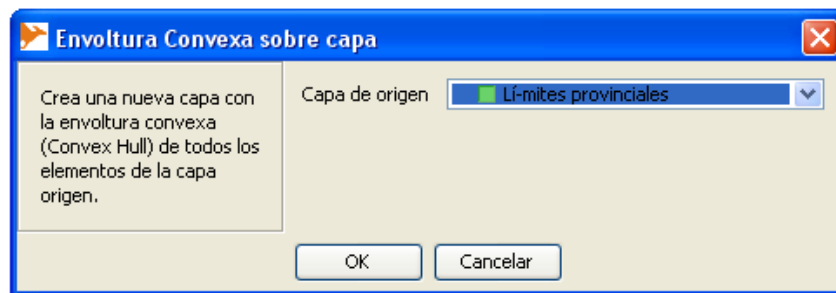 Envoltura Convexa sobre capa
Crea una nueva capa con
la envoltura convexa
(Convex Hull) de todos los
elementos de la capa
origen.
Capa de origen
Lí-mites provinciales
OK
Cancelar